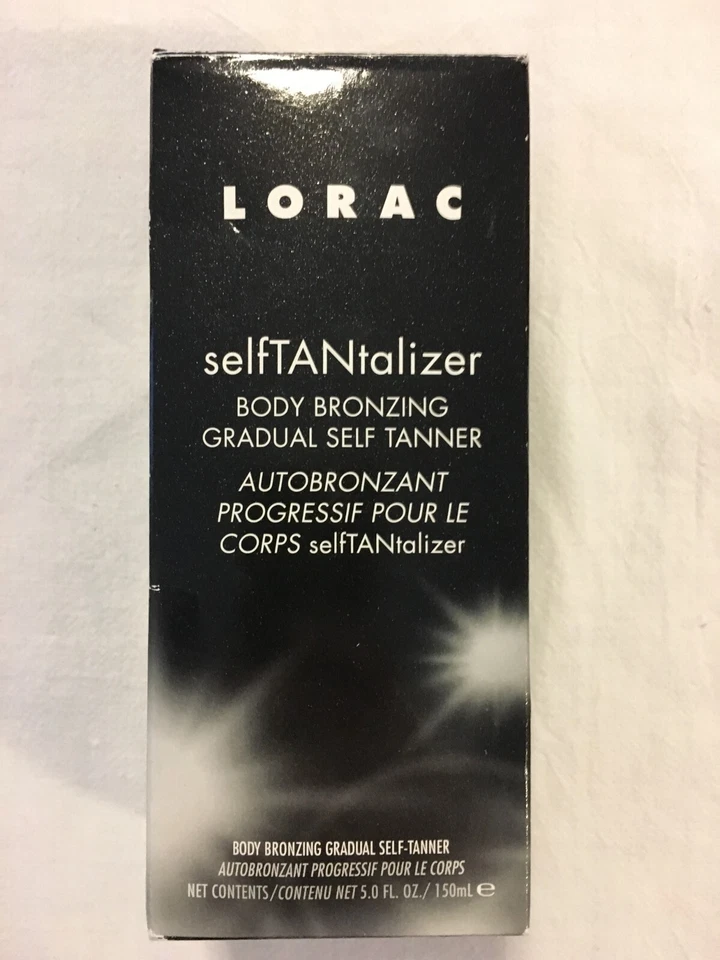 LORAC
selfTANtalizer
BODY BRONZING
GRADUAL SELF TANNER
AUTOBRONZANT
PROGRESSIF POUR LE
CORPS selfTANtalizer
BODY BRONZING GRADUAL SELF-TANNER
AUTOBRONZANT PROGRESSIF POUR LE CORPS
NET CONTENTS/CONTENU NET 5.0 FL. OZ./ 150mL ℮